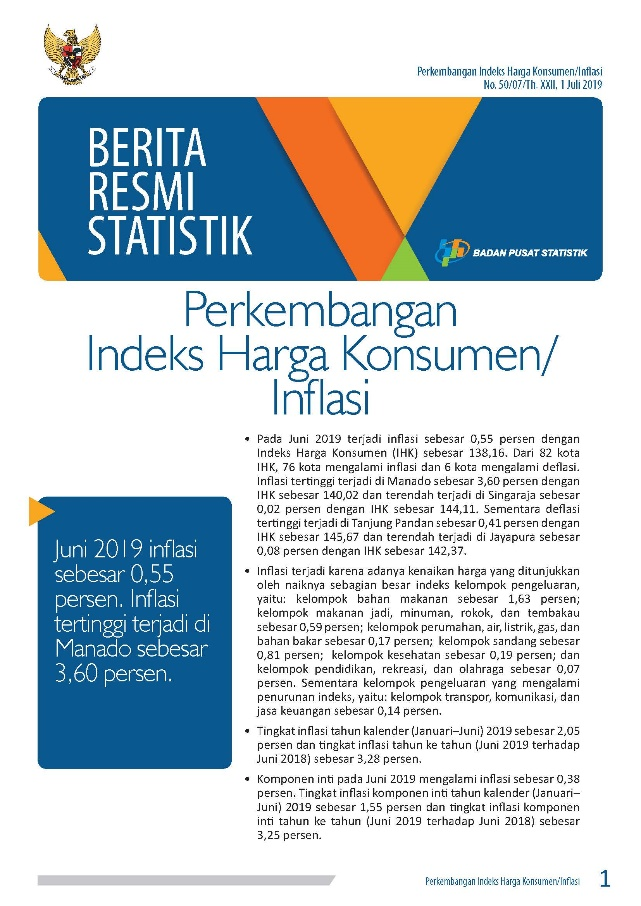 Perkembangan Indeks Harga Konsumen/Inflasi
No. 50/07/Th. XXII, 1 Juli 2019
BERITA
RESMI
STATISTIK
BADAN PUSAT STATISTIK
Perkembangan
Indeks Harga Konsumen/
Inflasi
Juni 2019 inflasi
sebesar 0,55
persen. Inflasi
tertinggi terjadi di
Manado sebesar
3,60 persen.
• Pada Juni 2019 terjadi inflasi sebesar 0,55 persen dengan
Indeks Harga Konsumen (IHK) sebesar 138,16. Dari 82 kota
IHK, 76 kota mengalami inflasi dan 6 kota mengalami deflasi.
Inflasi tertinggi terjadi di Manado sebesar 3,60 persen dengan
IHK sebesar 140,02 dan terendah terjadi di Singaraja sebesar
0,02 persen dengan IHK sebesar 144,11. Sementara deflasi
tertinggi terjadi di Tanjung Pandan sebesar 0,41 persen dengan
IHK sebesar 145,67 dan terendah terjadi di Jayapura sebesar
0,08 persen dengan IHK sebesar 142,37.
• Inflasi terjadi karena adanya kenaikan harga yang ditunjukkan
oleh naiknya sebagian besar indeks kelompok pengeluaran,
yaitu: kelompok bahan makanan sebesar 1,63 persen;
kelompok makanan jadi, minuman, rokok, dan tembakau
sebesar 0,59 persen; kelompok perumahan, air, listrik, gas, dan
bahan bakar sebesar 0,17 persen; kelompok sandang sebesar
0,81 persen; kelompok kesehatan sebesar 0,19 persen; dan
kelompok pendidikan, rekreasi, dan olahraga sebesar 0,07
persen. Sementara kelompok pengeluaran yang mengalami
penurunan indeks, yaitu: kelompok transpor, komunikasi, dan
jasa keuangan sebesar 0,14 persen.
• Tingkat inflasi tahun kalender (Januari–Juni) 2019 sebesar 2,05
persen dan tingkat inflasi tahun ke tahun (Juni 2019 terhadap
Juni 2018) sebesar 3,28 persen.
• Komponen inti pada Juni 2019 mengalami inflasi sebesar 0,38
persen. Tingkat inflasi komponen inti tahun kalender (Januari–
Juni) 2019 sebesar 1,55 persen dan tingkat inflasi komponen
inti tahun ke tahun (Juni 2019 terhadap Juni 2018) sebesar
3,25 persen.
Perkembangan Indeks Harga Konsumen/Inflasi 1